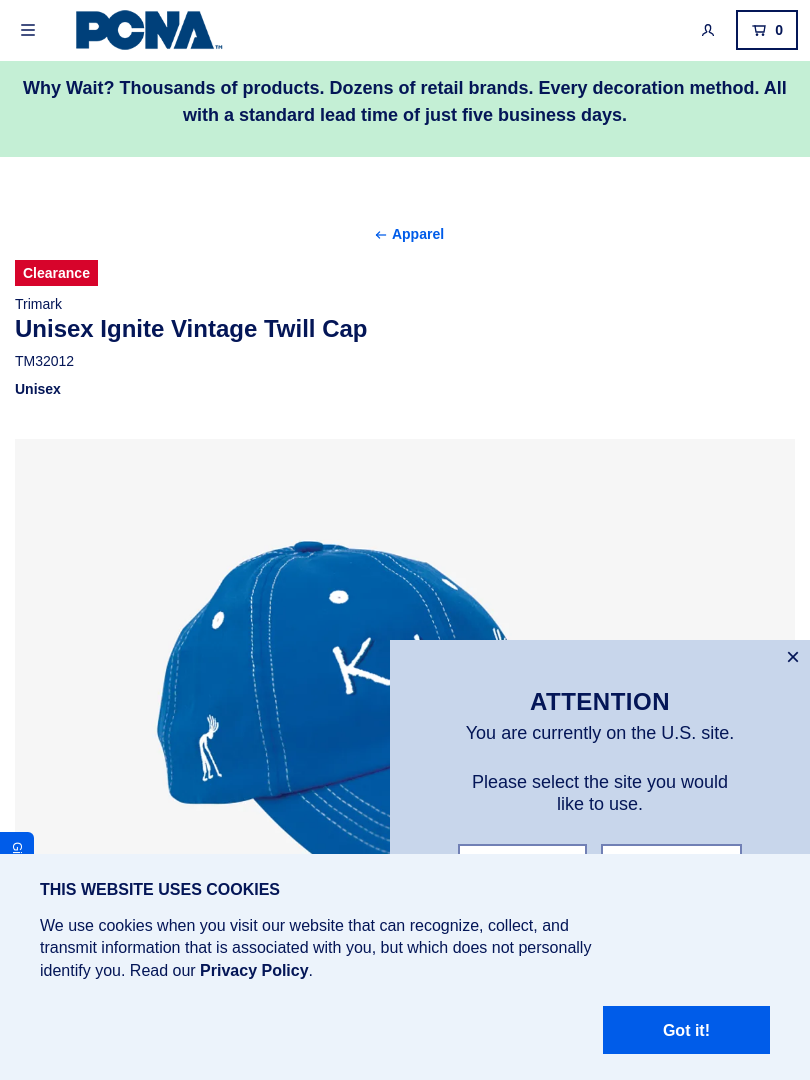 PCNA™
0
Why Wait? Thousands of products. Dozens of retail brands. Every decoration method. All
with a standard lead time of just five business days.
Apparel
Clearance
Trimark
Unisex Ignite Vintage Twill Cap
TM32012
Unisex
K
ATTENTION
You are currently on the U.S. site.
Please select the site you would
like to use.
THIS WEBSITE USES COOKIES
We use cookies when you visit our website that can recognize, collect, and
transmit information that is associated with you, but which does not personally
identify you. Read our Privacy Policy.
Got it!